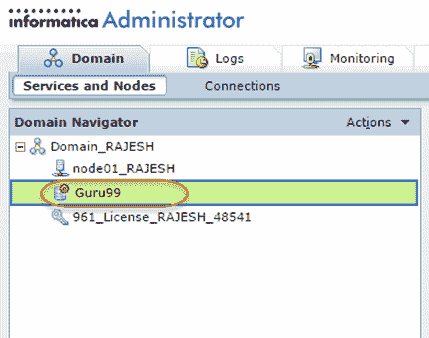 informatica Administrator
Domain
Logs
Monitoring
Services and Nodes
Connections
Domain Navigator
Actions
Domain_RAJESH
node01_RAJESH
Guru99
961_License_RAJESH_48541